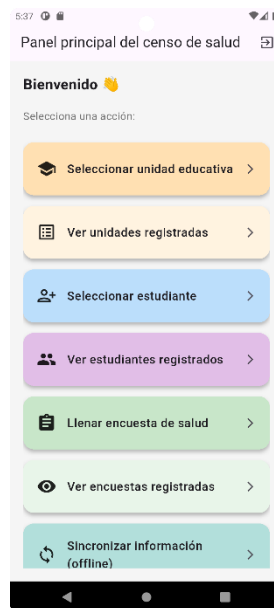 5:37
Panel principal del censo de salud
Bienvenido 👋
Selecciona una acción:
Seleccionar unidad educativa
Ver unidades registradas
Seleccionar estudiante
Ver estudiantes registrados
Llenar encuesta de salud
Ver encuestas registradas
Sincronizar información
(offline)